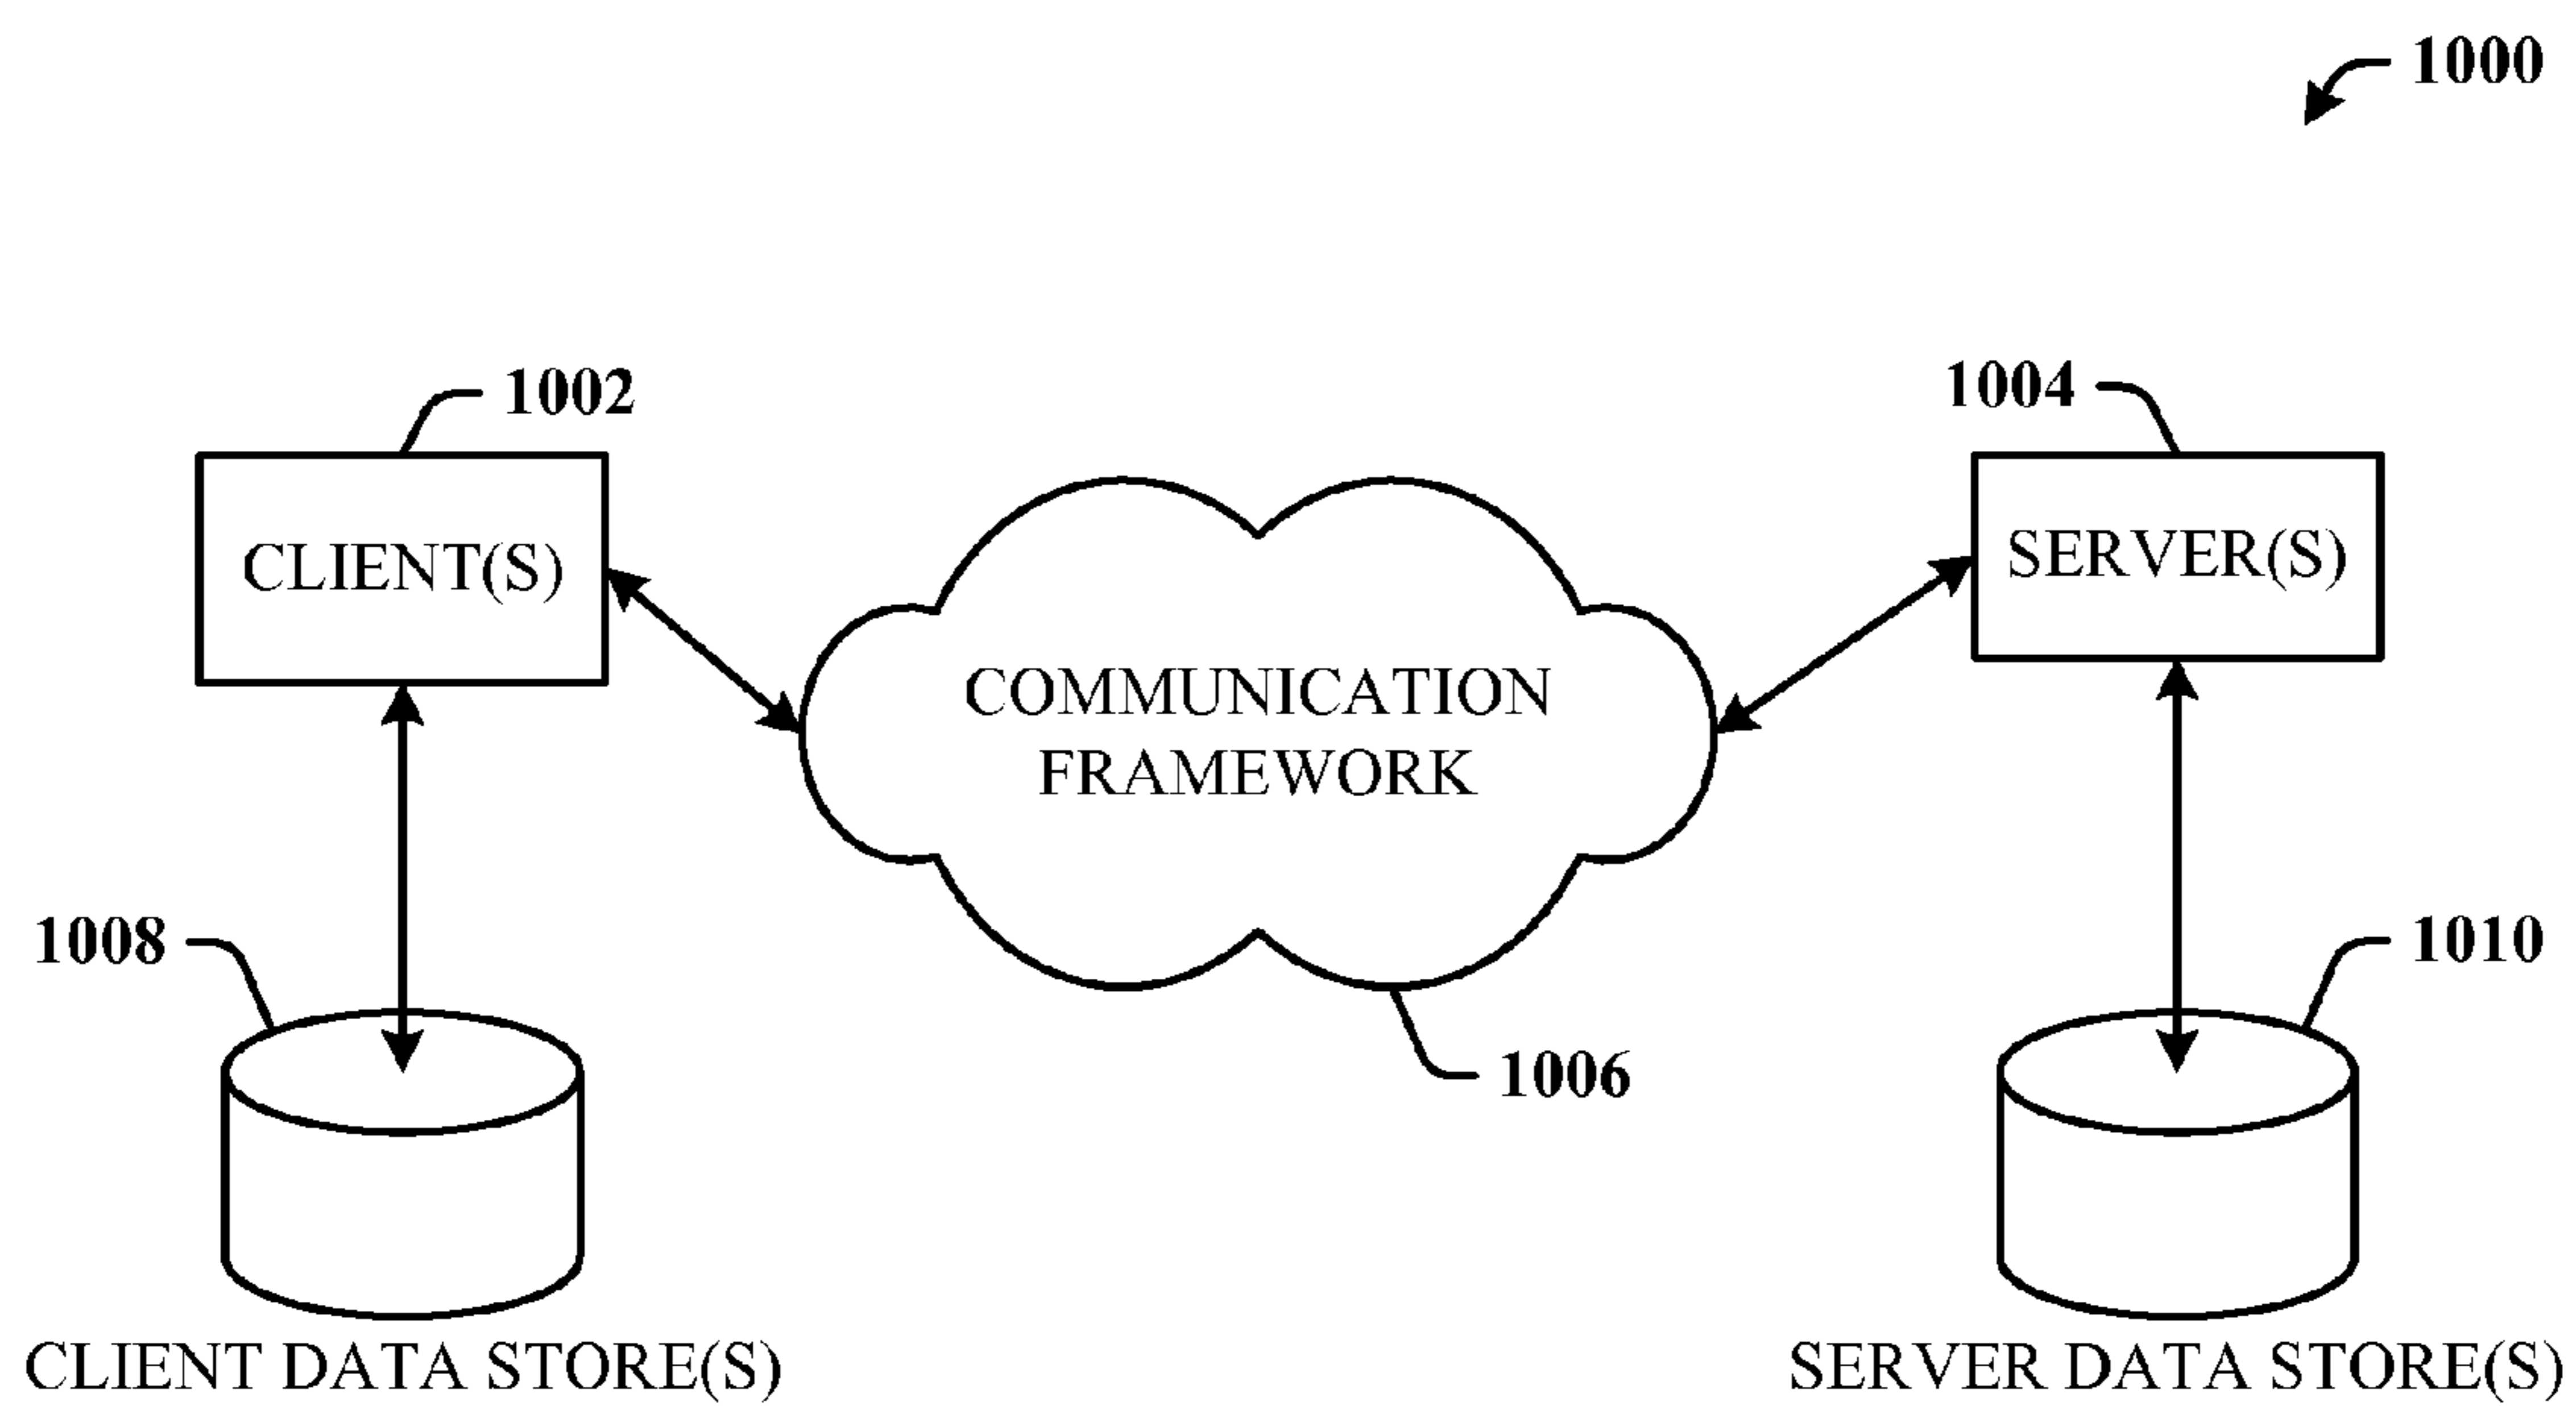 1000
1002
1004
CLIENT(S)
SERVER(S)
COMMUNICATION
FRAMEWORK
1008
1010
1006
CLIENT DATA STORE(S)
SERVER DATA STORE(S)